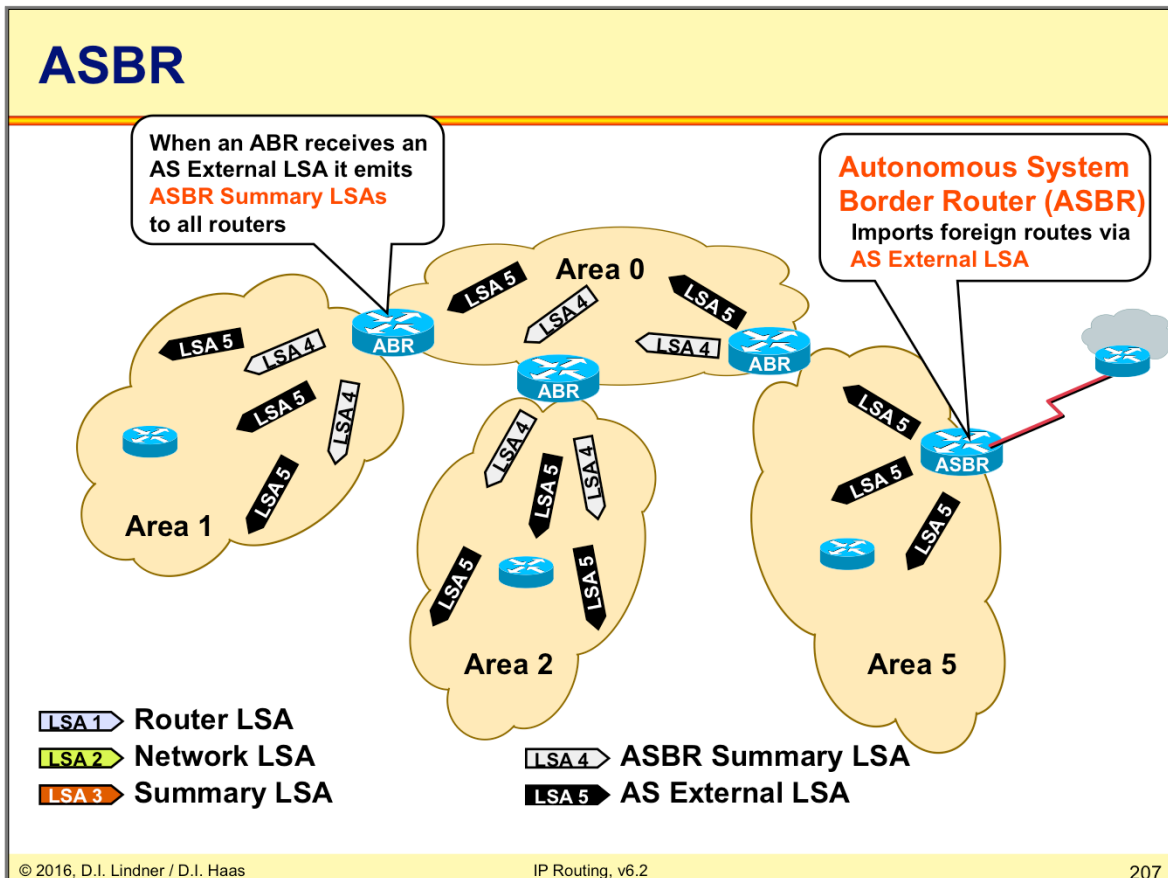 ASBR
When an ABR receives an
AS External LSA it emits
ASBR Summary LSAs
to all routers
Autonomous System
Border Router (ASBR)
Imports foreign routes via
AS External LSA
Area 0
LSA 5
LSA 4
LSA 5
LSA 4
ABR
ABR
ABR
LSA 5
LSA 4
LSA 5
LSA 4
LSA 5
Area 1
LSA 4
LSA 4
LSA 5
LSA 5
LSA 5
Area 2
LSA 5
LSA 5
LSA 5
ASBR
Area 5
LSA 1 Router LSA
LSA 2 Network LSA
LSA 3 Summary LSA
LSA 4 ASBR Summary LSA
LSA 5 AS External LSA
© 2016, D.I. Lindner / D.I. Haas
IP Routing, v6.2
207